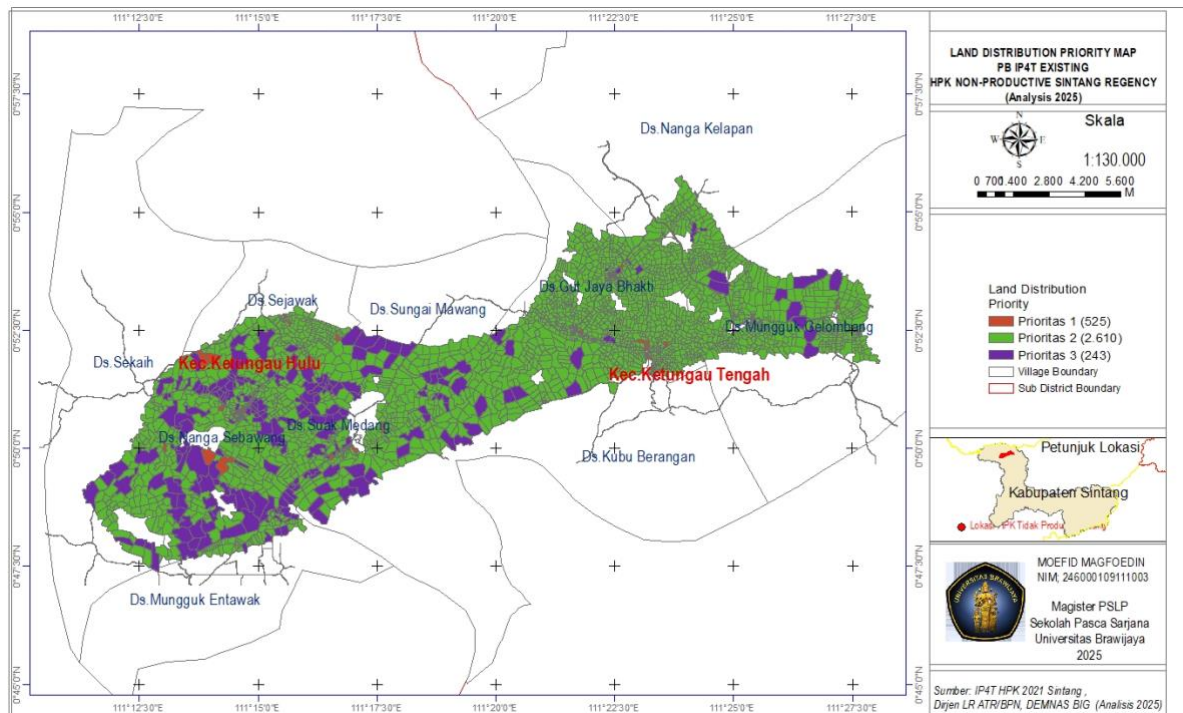 111°12'30"E 111°15'0"E 111°17'30"E 111°20'0"E 111°22'30"E 111°25'0"E 111°27'30"E
0°57'30"N
0°55'0"N
0°52'30"N
0°50'0"N
0°47'30"N
0°45'0"N
Ds.Nanga Kelapan
Ds.Gut Jaya Bhakti
Ds.Sejawak
Ds.Sungai Mawang
Ds.Mungguk Gelombang
Ds.Sekaih
Kec.Ketungau Hulu
Kec.Ketungau Tengah
Ds.Nanga Sebawang
Ds.Suak Medang
Ds.Kubu Berangan
Ds.Mungguk Entawak
0°57'30"N
0°55'0"N
0°52'30"N
0°50'0"N
0°47'30"N
0°45'0"N
111°12'30"E 111°15'0"E 111°17'30"E 111°20'0"E 111°22'30"E 111°25'0"E 111°27'30"E
LAND DISTRIBUTION PRIORITY MAP
PB IP4T EXISTING
HPK NON-PRODUCTIVE SINTANG REGENCY
(Analysis 2025)
N
W E
S
Skala
1:130.000
0 700 1.400 2.800 4.200 5.600
M
Land Distribution
Priority
Prioritas 1 (525)
Prioritas 2 (2.610)
Prioritas 3 (243)
Village Boundary
Sub District Boundary
Petunjuk Lokasi
Kabupaten Sintang
Lokasi HPK Tidak Produ
UNIVERSITAS BRAWIJAYA
MOEFID MAGFOEDIN
NIM; 246000109111003
Magister PSLP
Sekolah Pasca Sarjana
Universitas Brawijaya
2025
Sumber: IP4T HPK 2021 Sintang ,
Dirjen LR ATR/BPN, DEMNAS BIG (Analisis 2025)